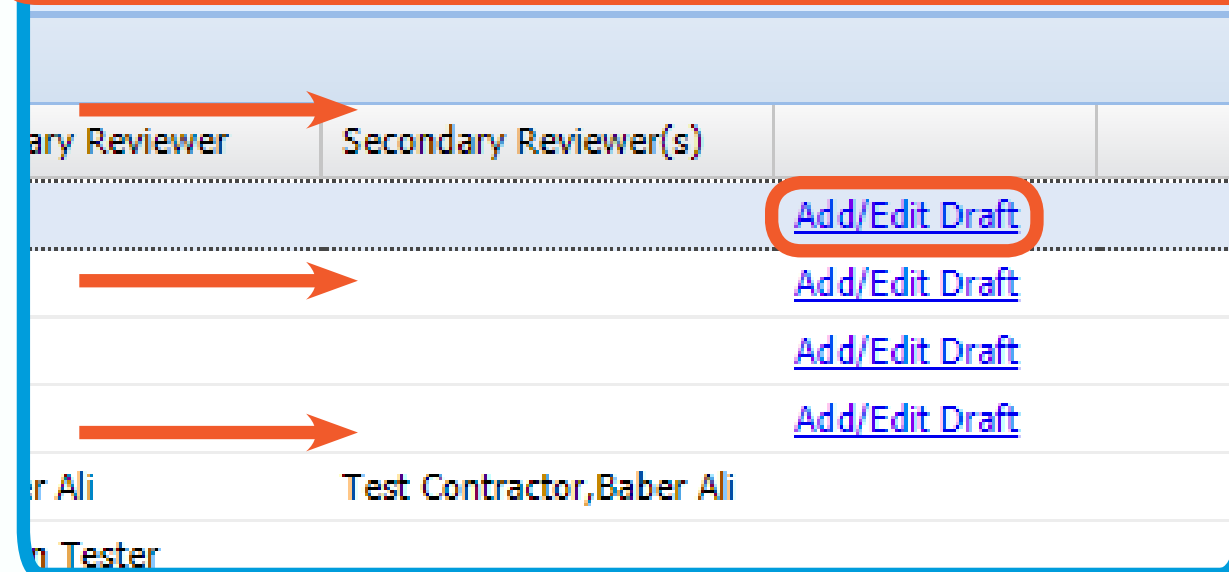 ary Reviewer Secondary Reviewer(s)
Add/Edit Draft
Add/Edit Draft
Add/Edit Draft
Add/Edit Draft
er Ali Test Contractor,Baber Ali
n Tester